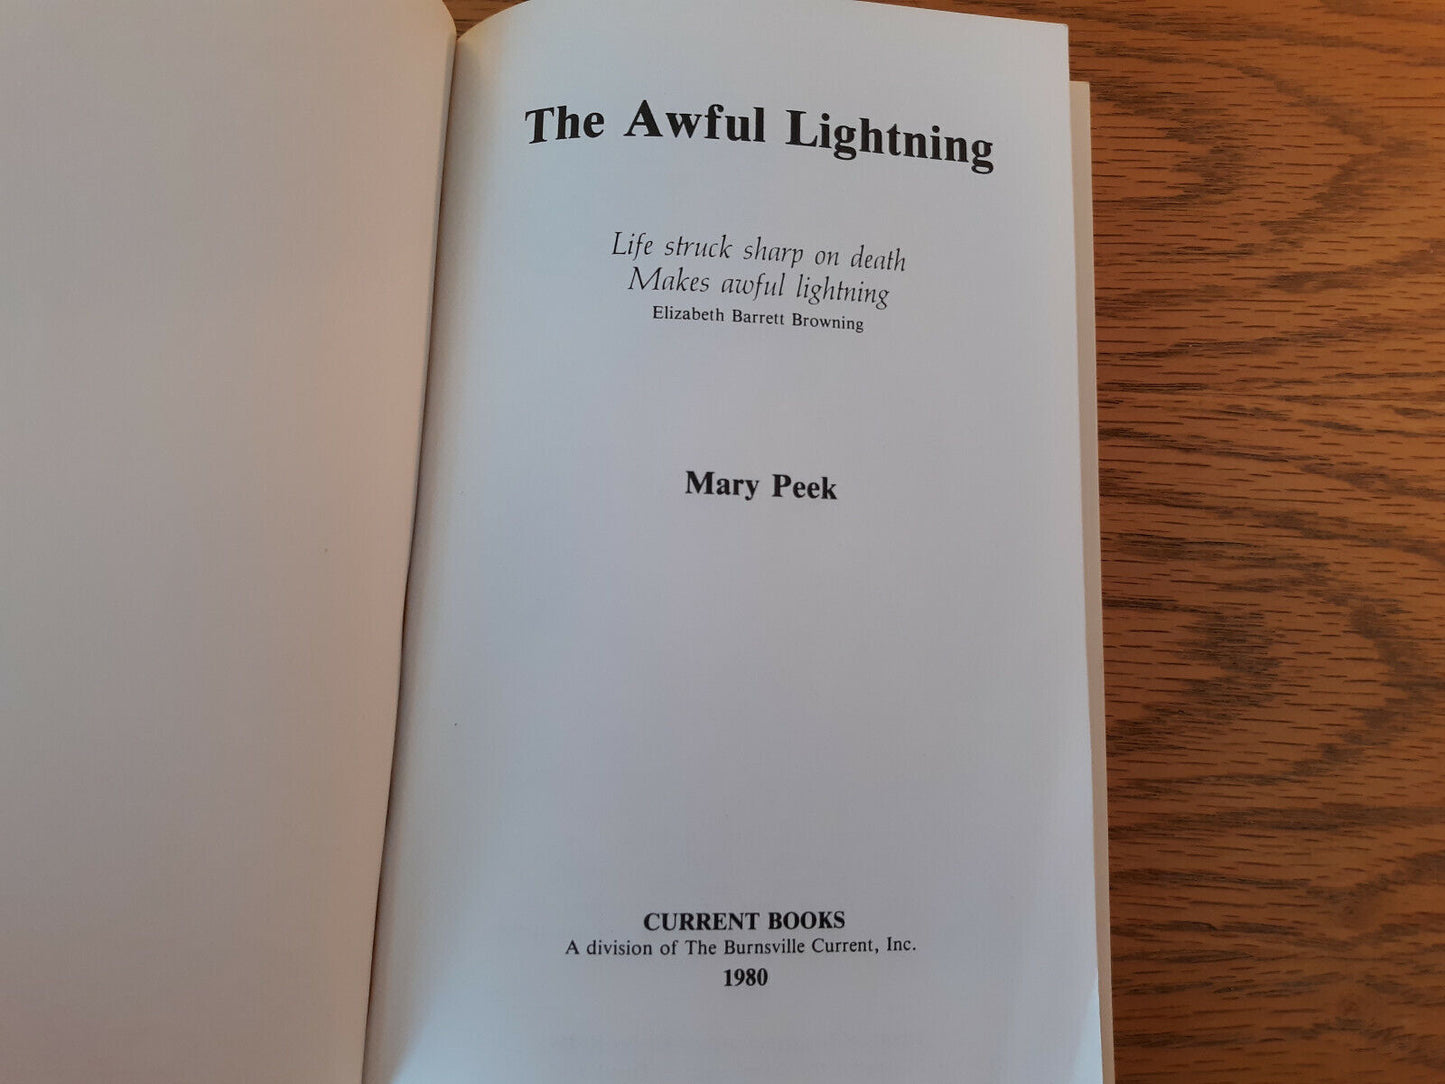 The Awful Lightning
Life struck sharp on death
Makes awful lightning
Elizabeth Barrett Browning
Mary Peek
CURRENT BOOKS
A division of The Burnsville Current, Inc.
1980